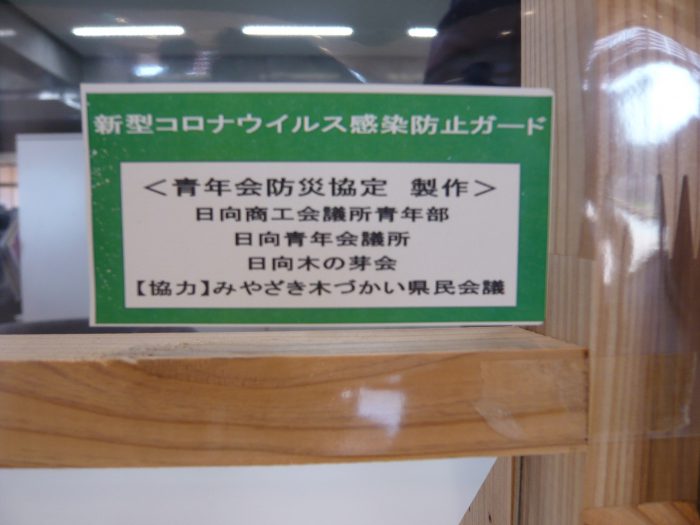 新型コロナウイルス感染防止ガード
＜青年会防災協定 製作＞
日向商工会議所青年部
日向青年会議所
日向木の芽会
【協力】みやざき木づかい県民会議